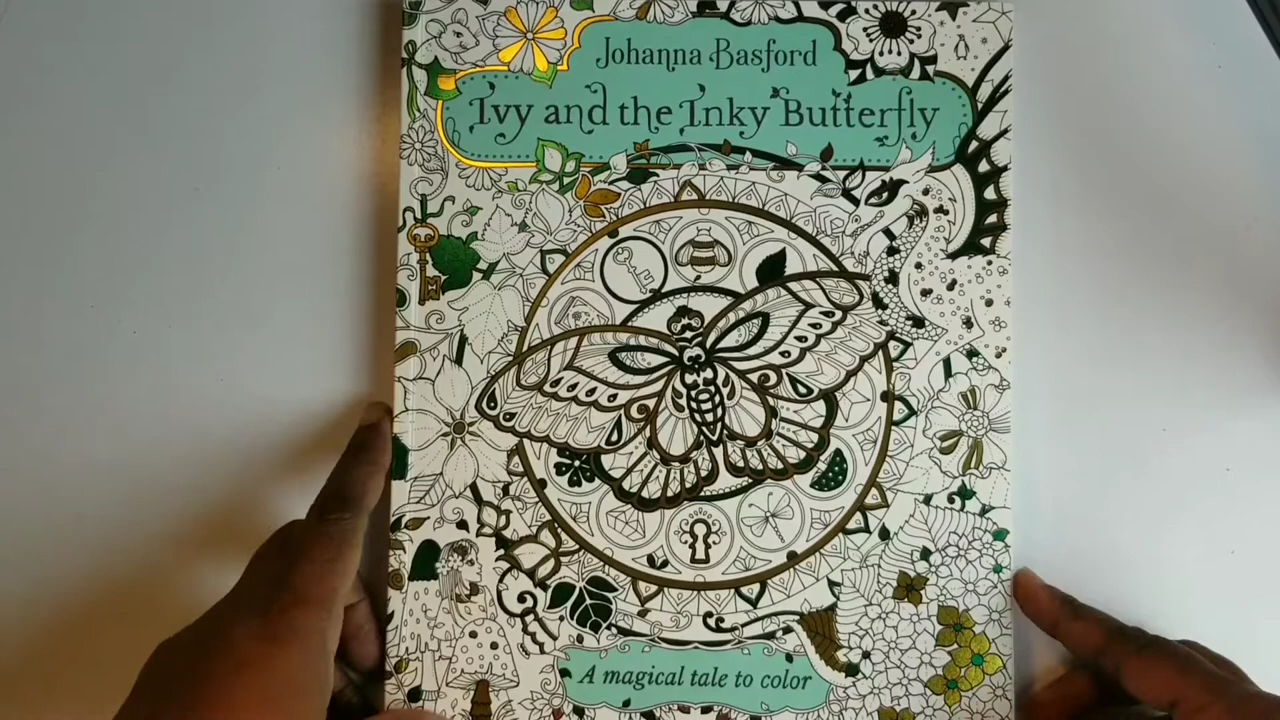 Johanna Basford
Ivy and the Inky Butterfly
A magical tale to color